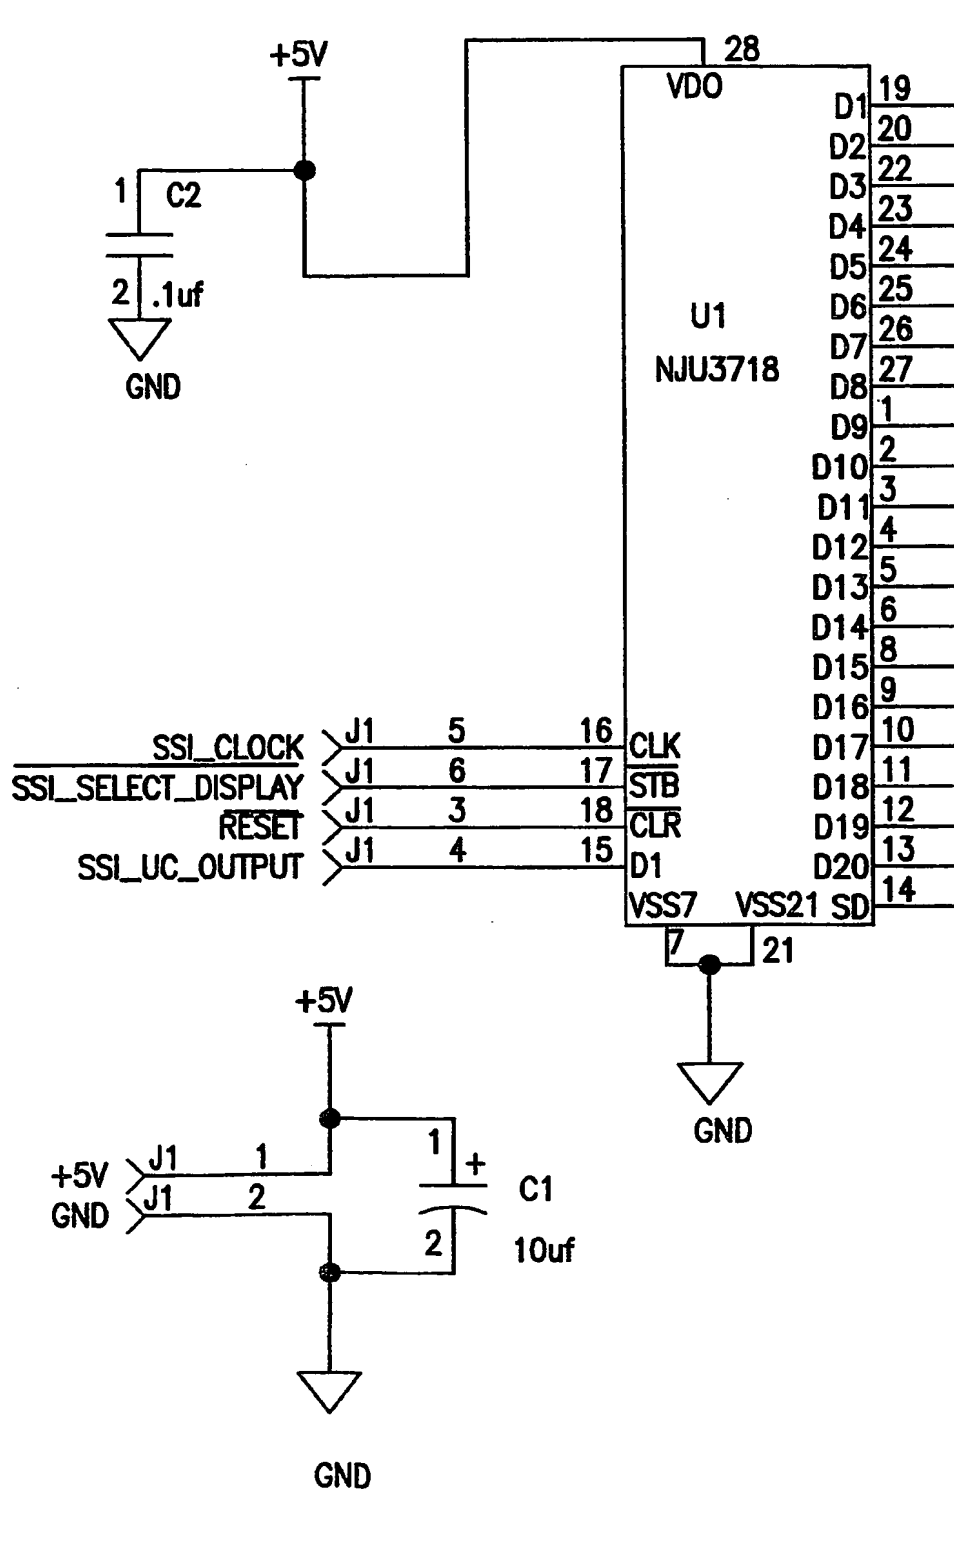 +5V
28
VDO
1 C2
2 .1uf
GND
U1
NJU3718
D1 19
D2 20
D3 22
D4 23
D5 24
D6 25
D7 26
D8 27
D9 1
D10 2
D11 3
D12 4
D13 5
D14 6
D15 8
D16 9
D17 10
D18 11
D19 12
D20 13
SD 14
SSI_CLOCK J1 5 16 CLK
SSI_SELECT_DISPLAY J1 6 17 STB
RESET J1 3 18 CLR
SSI_UC_OUTPUT J1 4 15 D1
VSS7 VSS21
7 21
GND
+5V
+5V J1 1
GND J1 2
1 + C1
2 10uf
GND